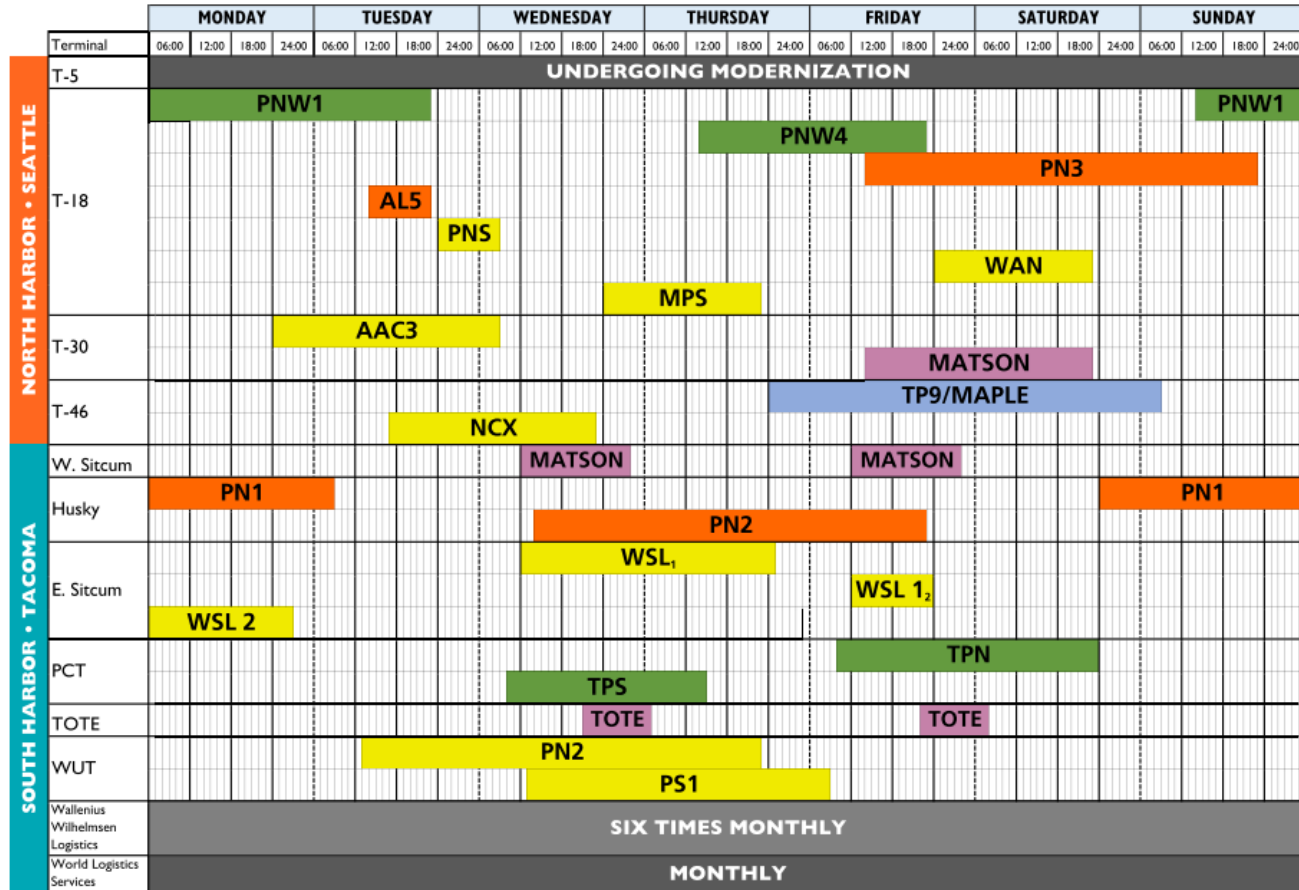 MONDAY TUESDAY WEDNESDAY THURSDAY FRIDAY SATURDAY SUNDAY
Terminal 06:00 12:00 18:00 24:00 06:00 12:00 18:00 24:00 06:00 12:00 18:00 24:00 06:00 12:00 18:00 24:00 06:00 12:00 18:00 24:00 06:00 12:00 18:00 24:00 06:00 12:00 18:00 24:00
NORTH HARBOR • SEATTLE
T-5 UNDERGOING MODERNIZATION
PNW1 PNW1
PNW4
PN3
T-18 AL5
PNS
WAN
MPS
T-30 AAC3
MATSON
T-46 TP9/MAPLE
NCX
SOUTH HARBOR • TACOMA
W. Sitcum MATSON MATSON
Husky PN1 PN1
PN2
E. Sitcum WSL1
WSL 12
WSL 2
PCT TPN
TPS
TOTE TOTE TOTE
WUT PN2
PS1
Wallenius
Wilhelmsen SIX TIMES MONTHLY
Logistics
World Logistics MONTHLY
Services